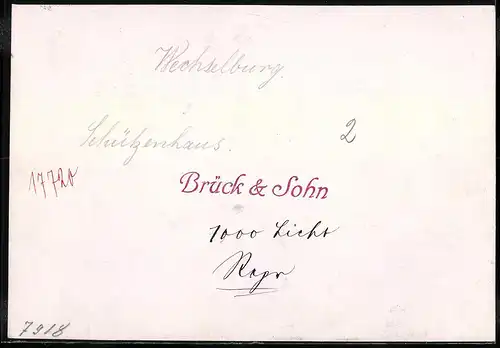 Wechselburg.
Schützenhaus.
2
17720
Brück & Sohn
1000 Licht
Repr
7918